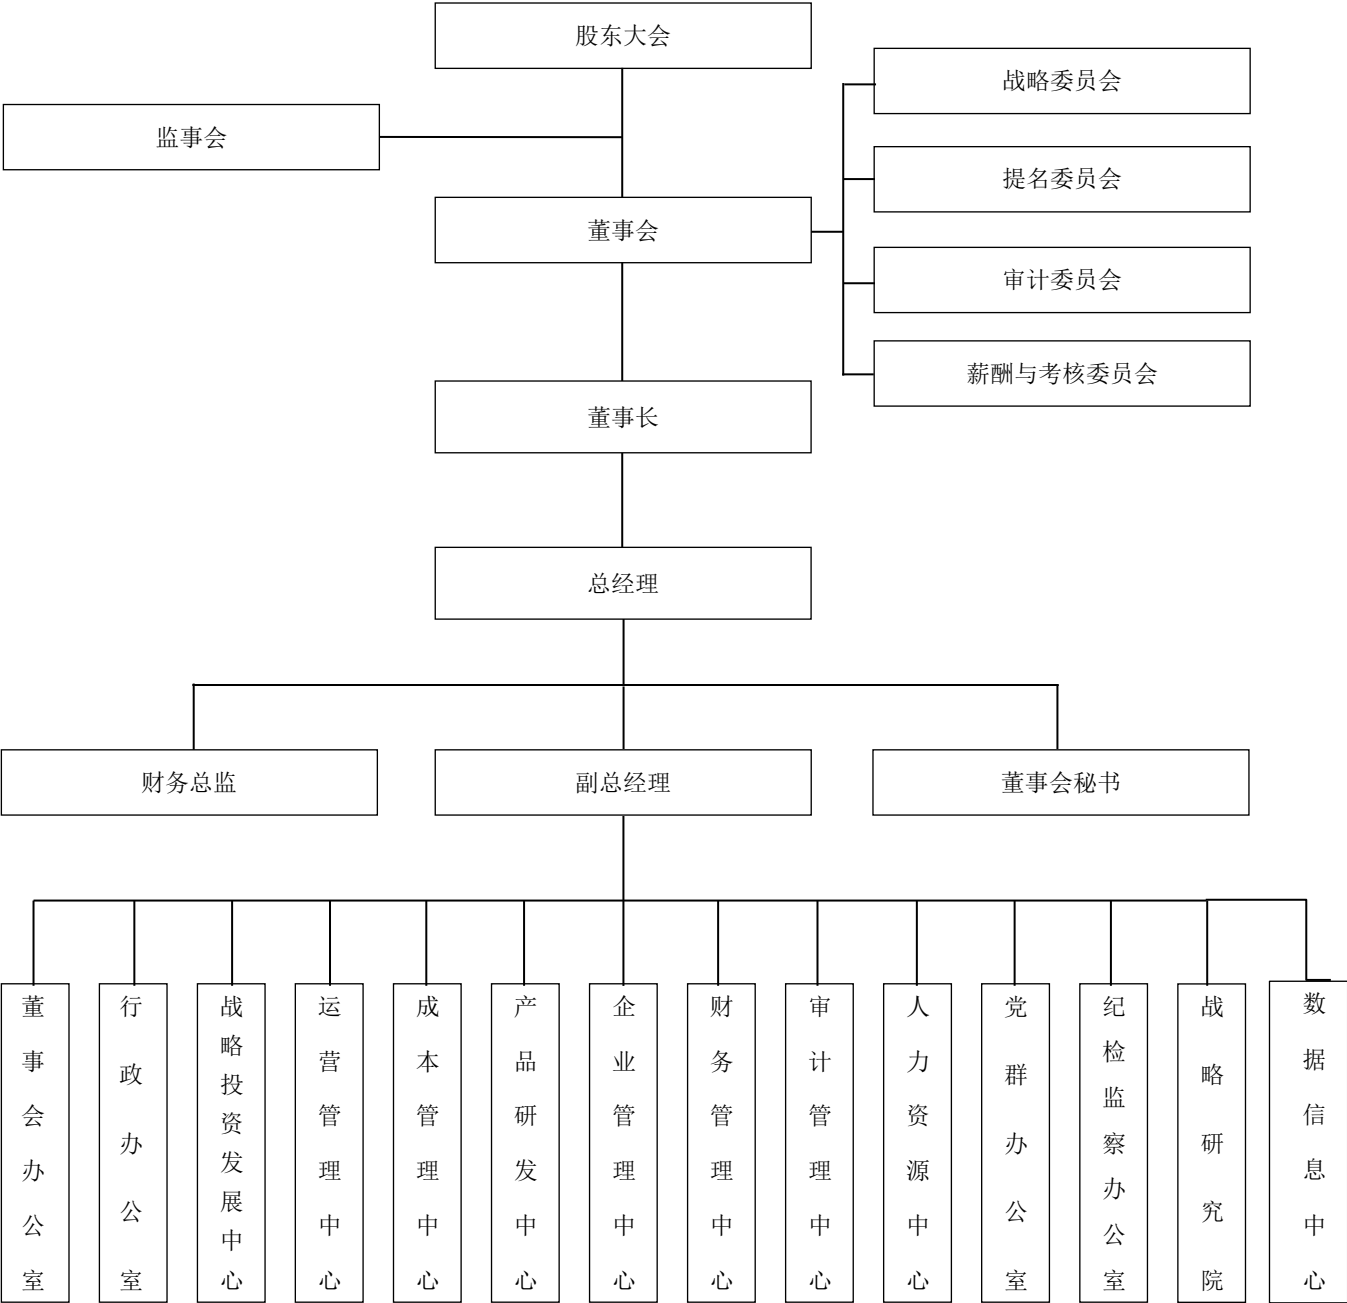 股东大会
战略委员会
监事会
提名委员会
董事会
审计委员会
薪酬与考核委员会
董事长
总经理
财务总监
副总经理
董事会秘书
董事会办公室
行政办公室
战略投资发展中心
运营管理中心
成本管理中心
产品研发中心
企业管理中心
财务管理中心
审计管理中心
人力资源中心
党群办公室
纪检监察办公室
战略研究院
数据信息中心